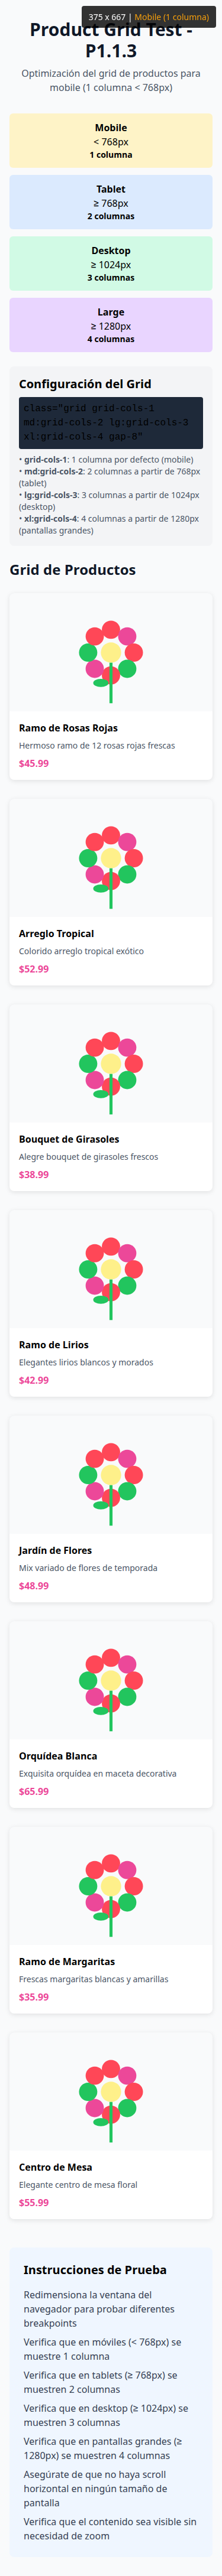 375 x 667 | Mobile (1 columna)
Product Grid Test -
P1.1.3
Optimización del grid de productos para
mobile (1 columna < 768px)
Mobile
< 768px
1 columna
Tablet
≥ 768px
2 columnas
Desktop
≥ 1024px
3 columnas
Large
≥ 1280px
4 columnas
Configuración del Grid
class="grid grid-cols-1
md:grid-cols-2 lg:grid-cols-3
xl:grid-cols-4 gap-8"
• grid-cols-1: 1 columna por defecto (mobile)
• md:grid-cols-2: 2 columnas a partir de 768px
(tablet)
• lg:grid-cols-3: 3 columnas a partir de 1024px
(desktop)
• xl:grid-cols-4: 4 columnas a partir de 1280px
(pantallas grandes)
Grid de Productos
Ramo de Rosas Rojas
Hermoso ramo de 12 rosas rojas frescas
$45.99
Arreglo Tropical
Colorido arreglo tropical exótico
$52.99
Bouquet de Girasoles
Alegre bouquet de girasoles frescos
$38.99
Ramo de Lirios
Elegantes lirios blancos y morados
$42.99
Jardín de Flores
Mix variado de flores de temporada
$48.99
Orquídea Blanca
Exquisita orquídea en maceta decorativa
$65.99
Ramo de Margaritas
Frescas margaritas blancas y amarillas
$35.99
Centro de Mesa
Elegante centro de mesa floral
$55.99
Instrucciones de Prueba
Redimensiona la ventana del
navegador para probar diferentes
breakpoints
Verifica que en móviles (< 768px) se
muestre 1 columna
Verifica que en tablets (≥ 768px) se
muestren 2 columnas
Verifica que en desktop (≥ 1024px) se
muestren 3 columnas
Verifica que en pantallas grandes (≥
1280px) se muestren 4 columnas
Asegúrate de que no haya scroll
horizontal en ningún tamaño de
pantalla
Verifica que el contenido sea visible sin
necesidad de zoom